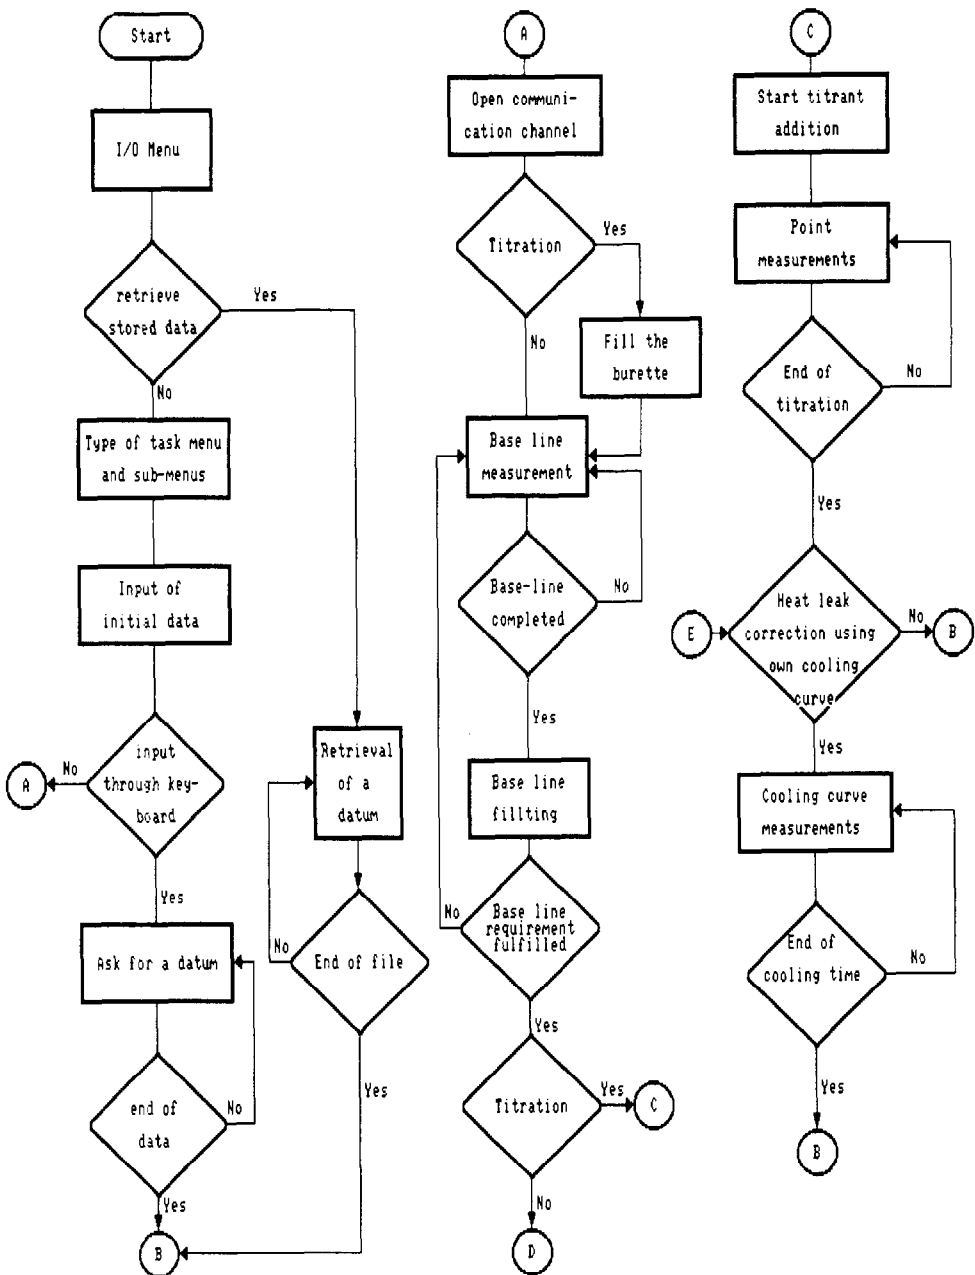 Start
I/O Menu
retrieve
stored data
Yes
No
Type of task menu
and sub-menus
Input of
initial data
input
through key-
board
No
A
Yes
Ask for a datum
end of
data
No
Yes
B
Retrieval
of a
datum
End of file
No
Yes
A
Open communi-
cation channel
Titration
Yes
No
Fill the
burette
Base line
measurement
Base-line
completed
No
Yes
Base line
fillting
Base line
requirement
fulfilled
No
Yes
Titration
Yes
C
No
D
C
Start titrant
addition
Point
measurements
End of
titration
No
Yes
E
Heat leak
correction using
own cooling
curve
No
B
Yes
Cooling curve
measurements
End of
cooling time
No
Yes
B